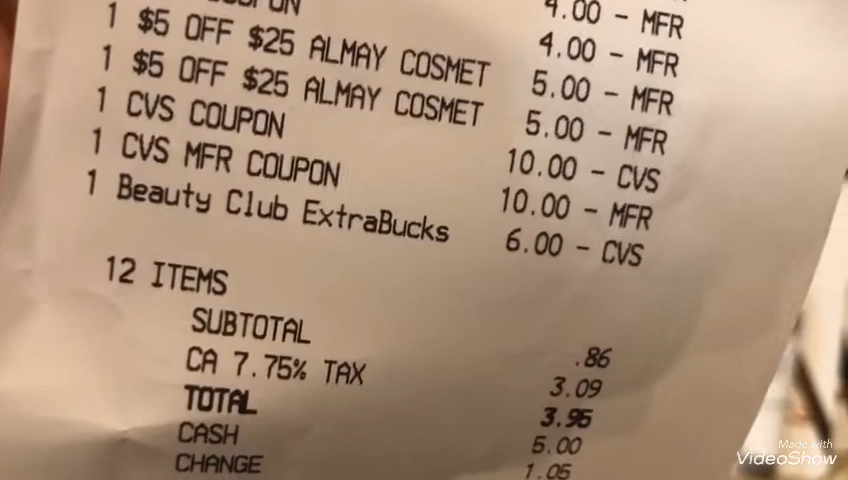 COUPON 4.00 - MFR
1 $5 OFF $25 ALMAY COSMET 4.00 - MFR
1 $5 OFF $25 ALMAY COSMET 5.00 - MFR
1 CVS COUPON 5.00 - MFR
1 CVS MFR COUPON 10.00 - CVS
1 Beauty Club ExtraBucks 10.00 - MFR
6.00 - CVS
12 ITEMS
SUBTOTAL .86
CA 7.75% TAX 3.09
TOTAL 3.95
CASH 5.00
CHANGE 1.05
Made with
VideoShow